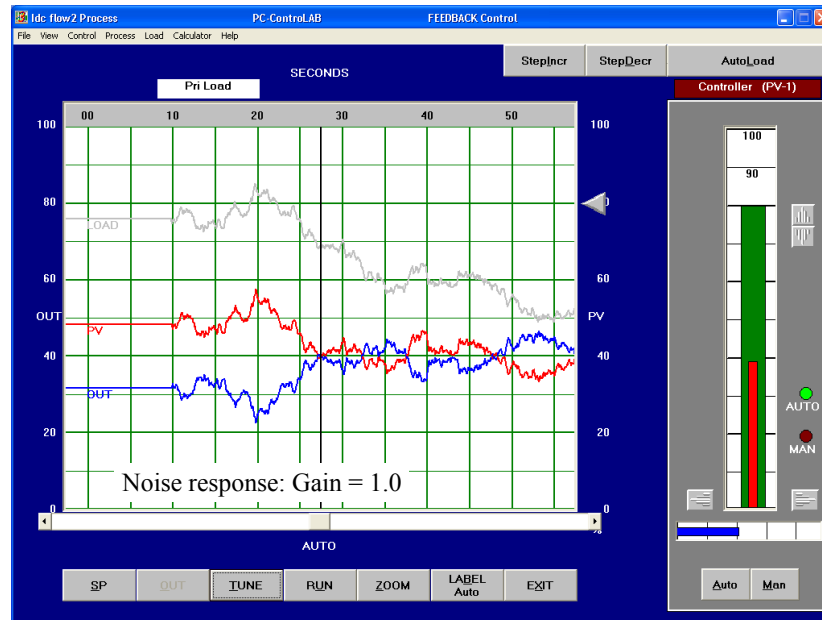 Idc flow2 Process PC-ControLAB FEEDBACK Control
File View Control Process Load Calculator Help
StepIncr StepDecr AutoLoad
SECONDS
Pri Load
Controller (PV-1)
00 10 20 30 40 50
100 100
100
90
80
LOAD
60 60
OUT PV
PV
40 40
OUT
AUTO
20 20
MAN
Noise response: Gain = 1.0
0 0
AUTO
SP OUT TUNE RUN ZOOM LABEL Auto EXIT
Auto Man